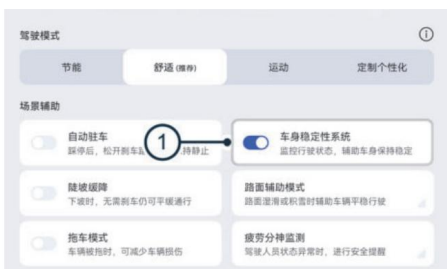 驾驶模式
节能 舒适 (推荐) 运动 定制个性化
场景辅助
自动驻车
踩停后，松开刹车 持静止
1
车身稳定性系统
监控行驶状态，辅助车身保持稳定
陡坡缓降
下坡时，无需刹车仍可平缓通行
路面辅助模式
路面湿滑或积雪时辅助车辆平稳行驶
拖车模式
车辆被拖时，可减少车辆损伤
疲劳分神监测
驾驶人员状态异常时，进行安全提醒